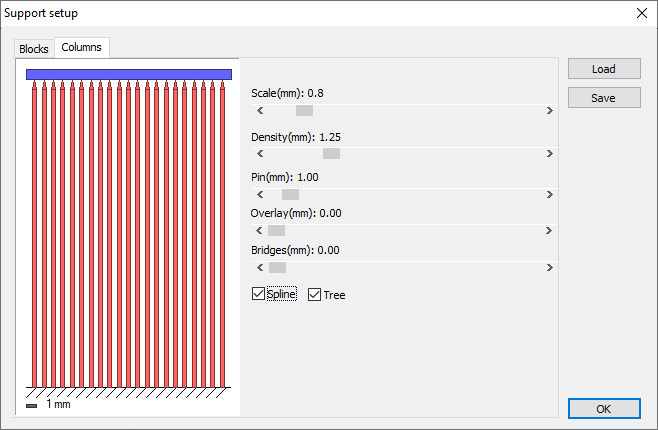 Support setup
Blocks
Columns
Scale(mm): 0.8
Density(mm): 1.25
Pin(mm): 1.00
Overlay(mm): 0.00
Bridges(mm): 0.00
Spline
Tree
1 mm
Load
Save
OK